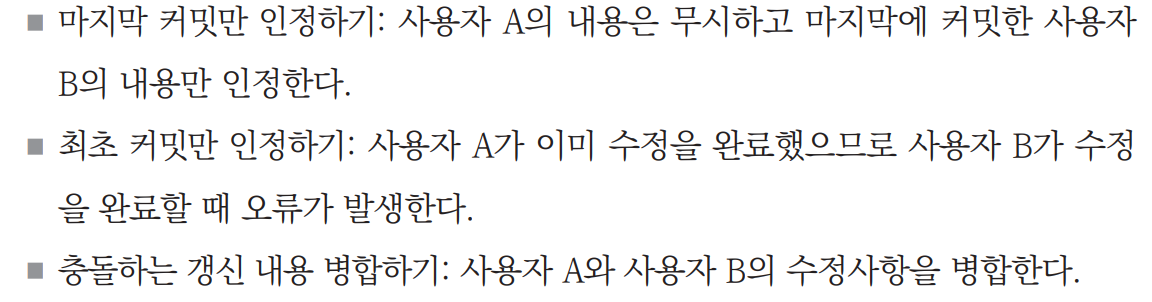 ■ 마지막 커밋만 인정하기: 사용자 A의 내용은 무시하고 마지막에 커밋한 사용자
B의 내용만 인정한다.
■ 최초 커밋만 인정하기: 사용자 A가 이미 수정을 완료했으므로 사용자 B가 수정
을 완료할 때 오류가 발생한다.
■ 충돌하는 갱신 내용 병합하기: 사용자 A와 사용자 B의 수정사항을 병합한다.